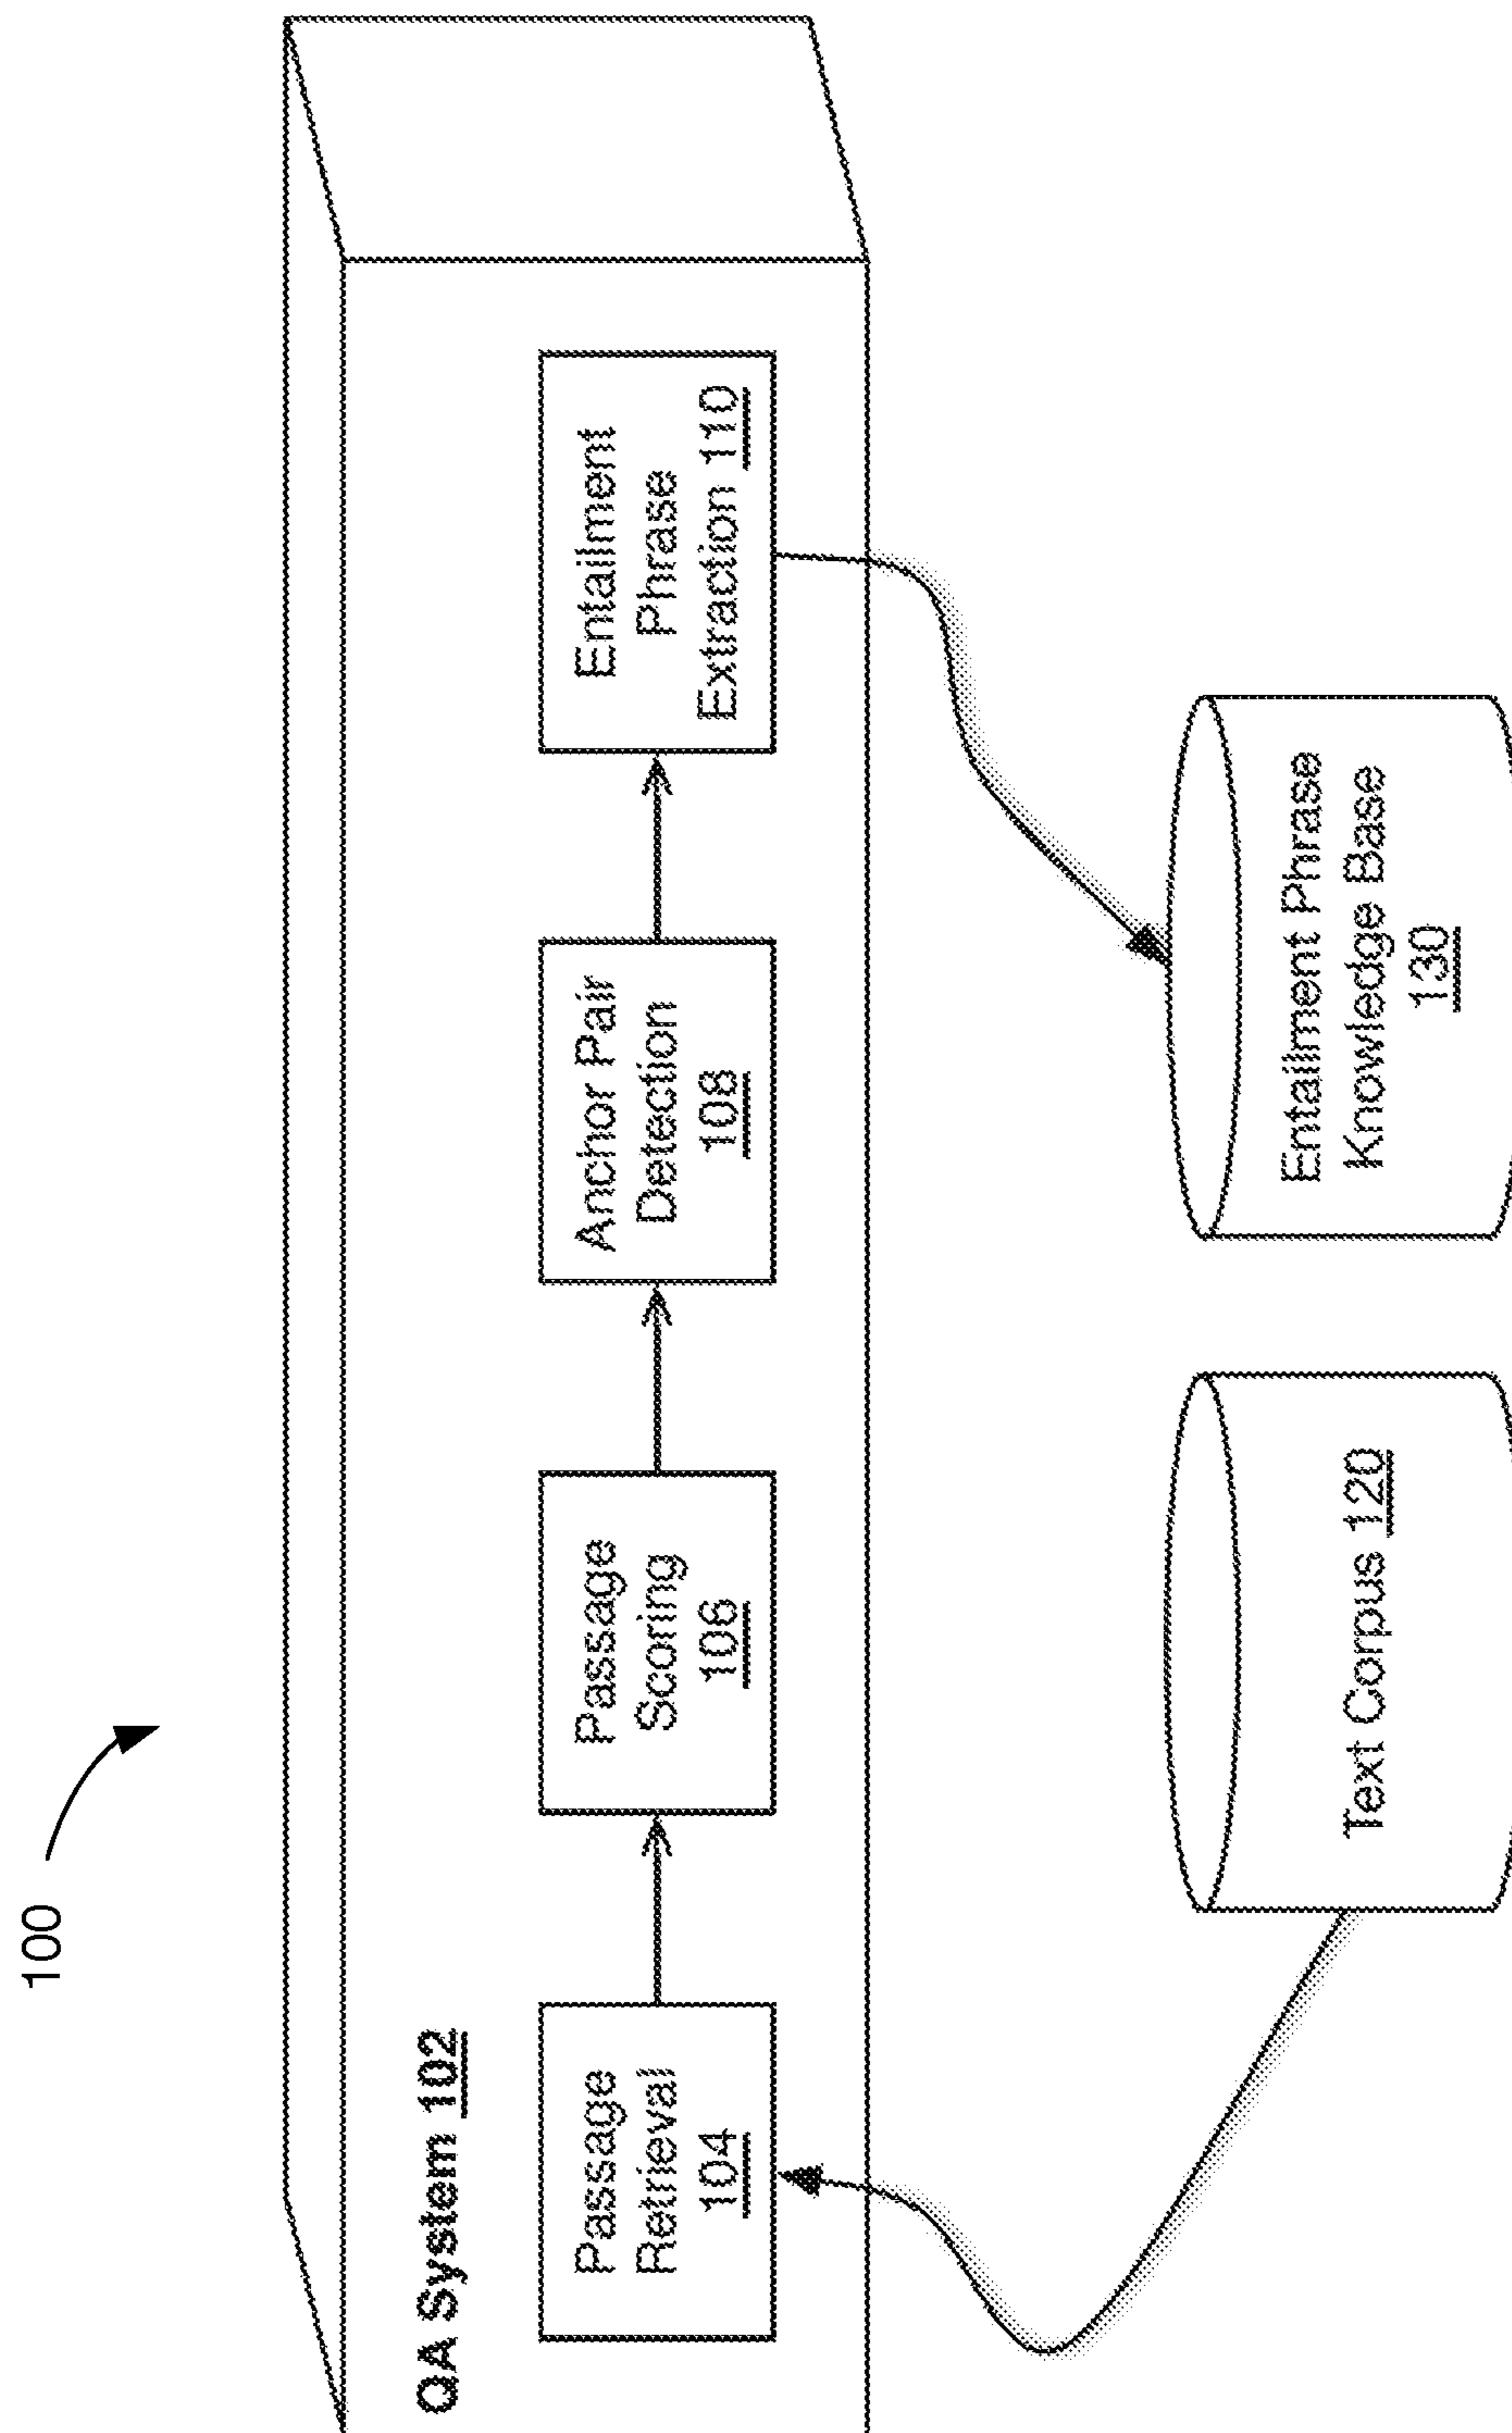 100
QA System 102
Passage
Retrieval
104
Passage
Scoring
106
Anchor Pair
Detection
108
Entailment
Phrase
Extraction 110
Text Corpus 120
Entailment Phrase
Knowledge Base
130